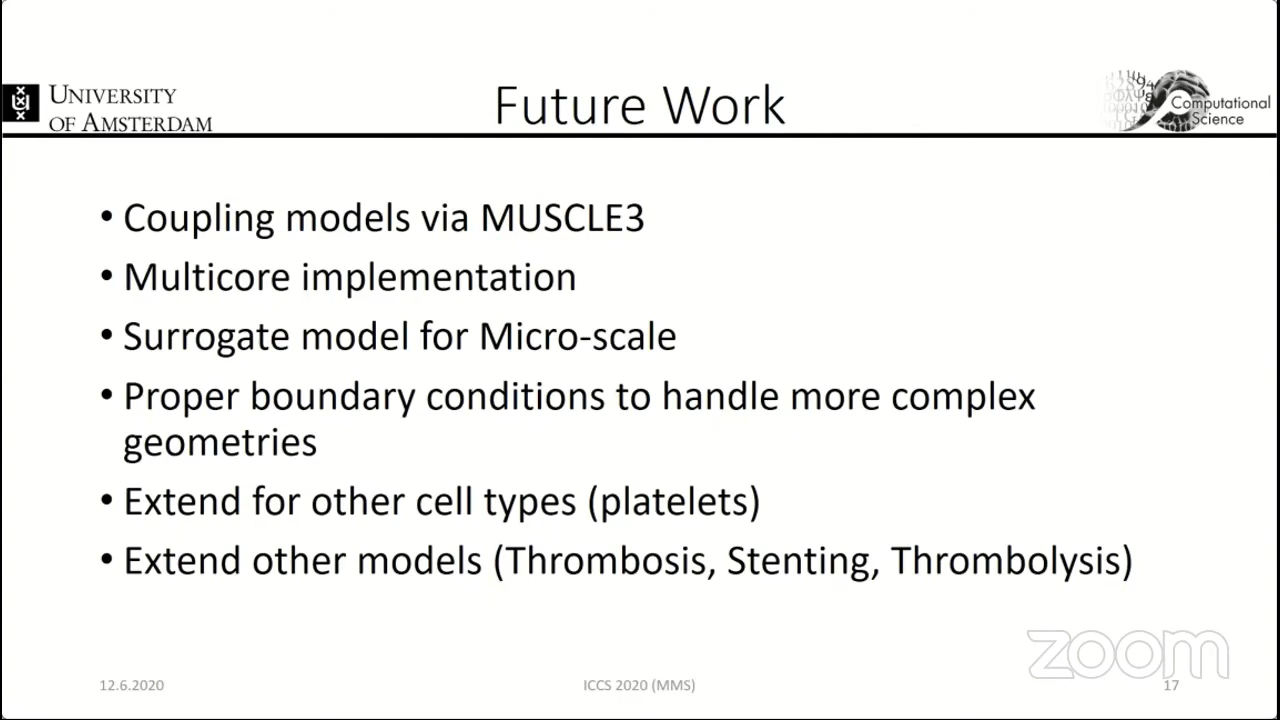 UNIVERSITY
OF AMSTERDAM
Future Work
Computational
Science
• Coupling models via MUSCLE3
• Multicore implementation
• Surrogate model for Micro-scale
• Proper boundary conditions to handle more complex
geometries
• Extend for other cell types (platelets)
• Extend other models (Thrombosis, Stenting, Thrombolysis)
zoom
12.6.2020
ICCS 2020 (MMS)
17